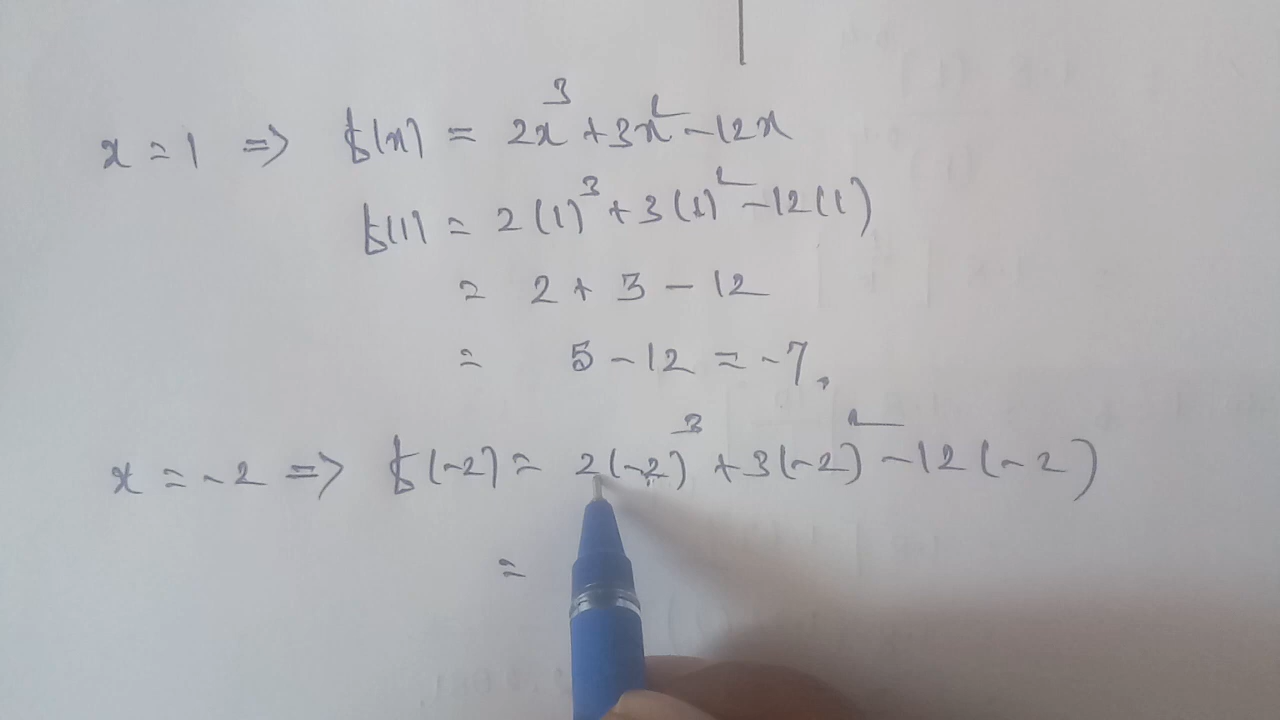 x = 1 => f(x) = 2x³ + 3x² - 12x
f(1) = 2(1)³ + 3(1)² - 12(1)
= 2 + 3 - 12
= 5 - 12 = -7.
x = -2 => f(-2) = 2(-2)³ + 3(-2)² - 12(-2)
=